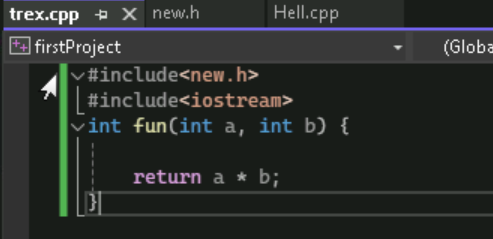 trex.cpp new.h Hell.cpp
firstProject (Globa
#include<new.h>
#include<iostream>
int fun(int a, int b) {
return a * b;
}